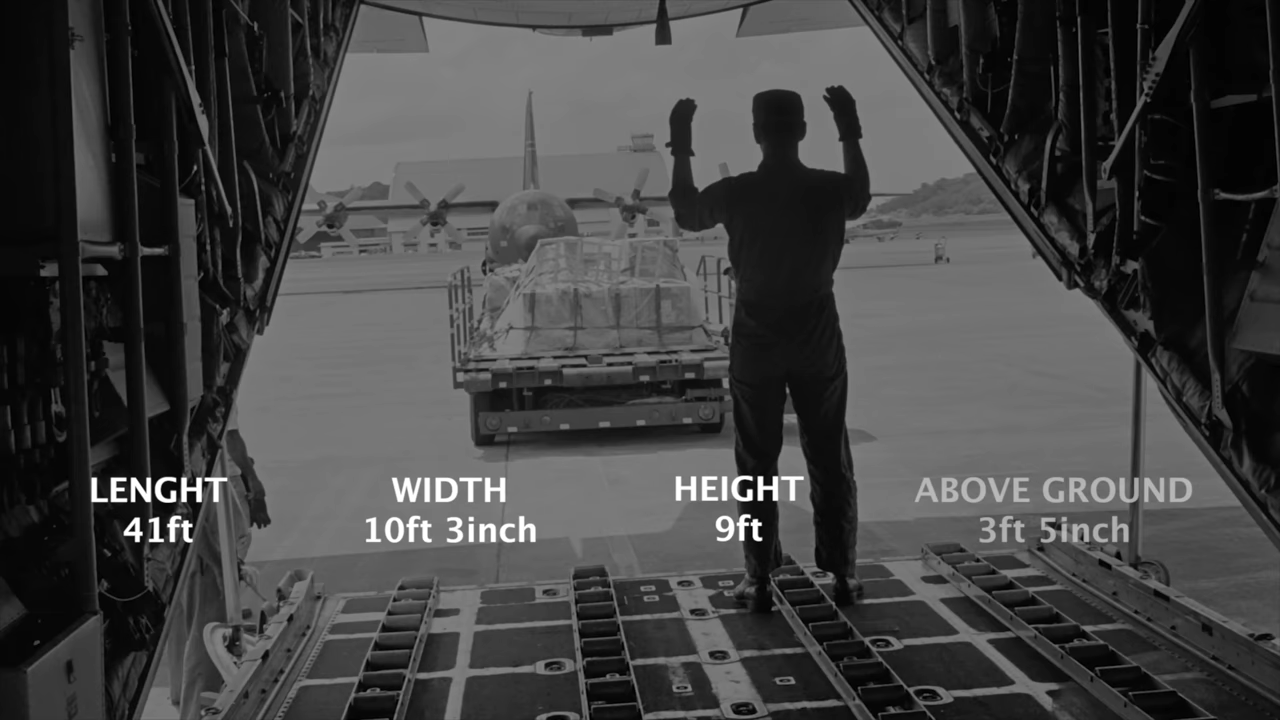 LENGHT
41ft
WIDTH
10ft 3inch
HEIGHT
9ft
ABOVE GROUND
3ft 5inch